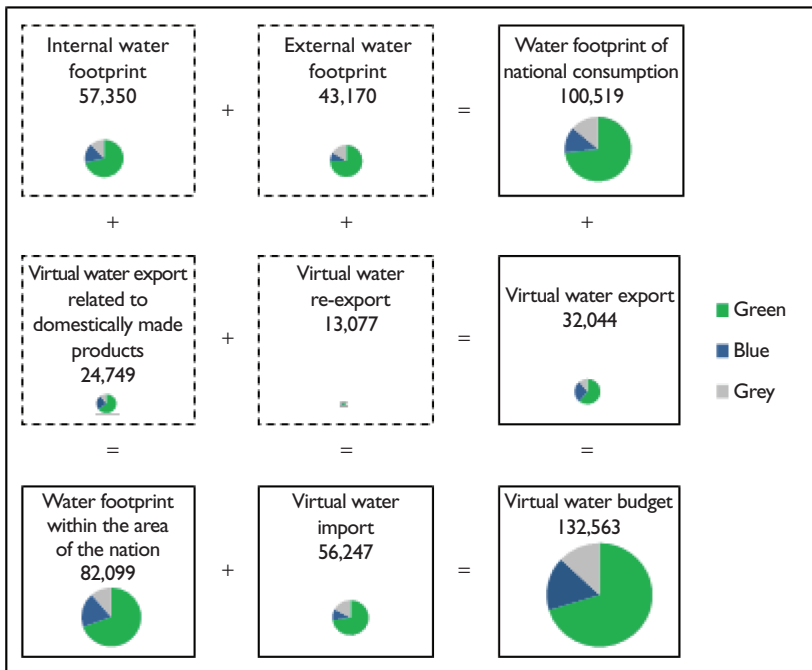 Internal water
footprint
57,350
+
External water
footprint
43,170
=
Water footprint of
national consumption
100,519
+
+
+
Virtual water export
related to
domestically made
products
24,749
+
Virtual water
re-export
13,077
=
Virtual water export
32,044
Green
Blue
Grey
=
=
=
Water footprint
within the area
of the nation
82,099
+
Virtual water
import
56,247
=
Virtual water budget
132,563